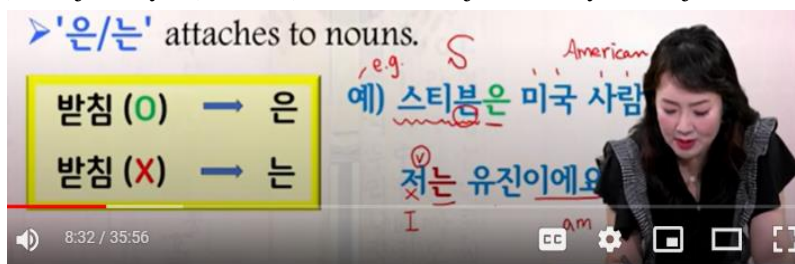 ➢'은/는' attaches to nouns.
받침 (O) → 은
받침 (X) → 는
e.g. S American
예) 스티븐은 미국 사람
저는 유진이에요
I am
8:32 / 35:56
CC